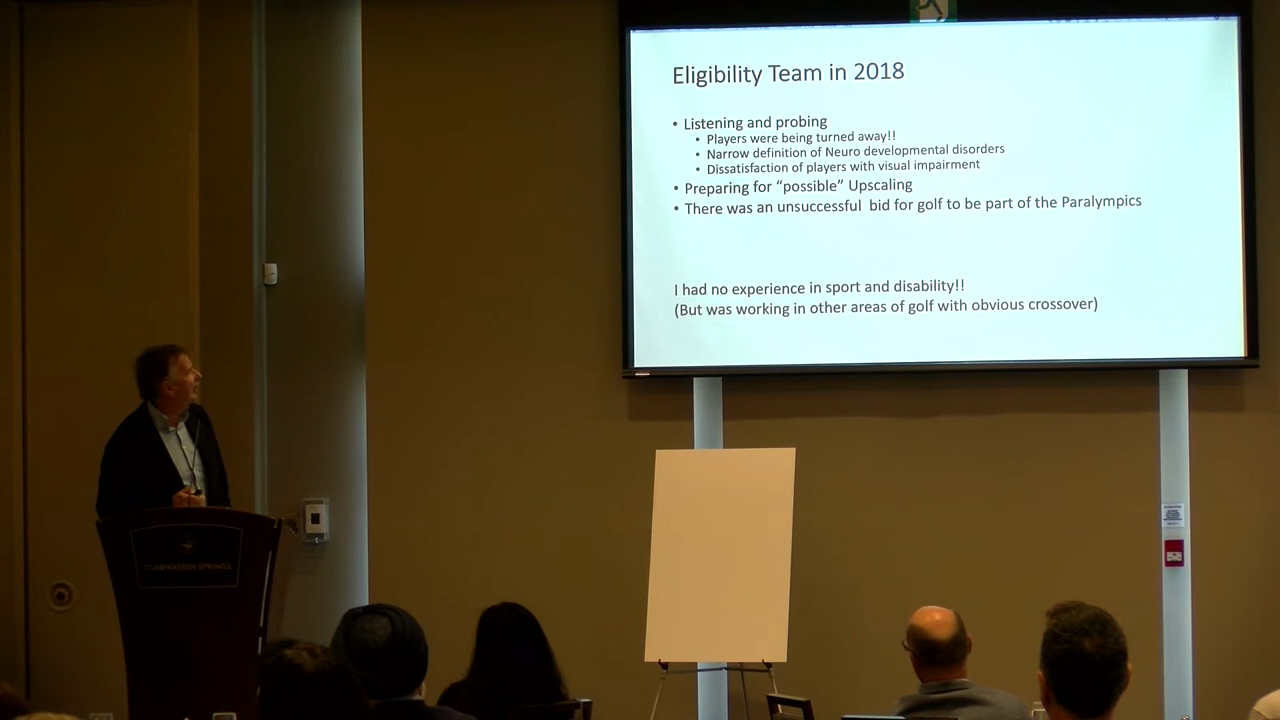 Eligibility Team in 2018
• Listening and probing
• Players were being turned away!!
• Narrow definition of Neuro developmental disorders
• Dissatisfaction of players with visual impairment
• Preparing for “possible” Upscaling
• There was an unsuccessful bid for golf to be part of the Paralympics
I had no experience in sport and disability!!
(But was working in other areas of golf with obvious crossover)
TSAWWASSEN SPRINGS